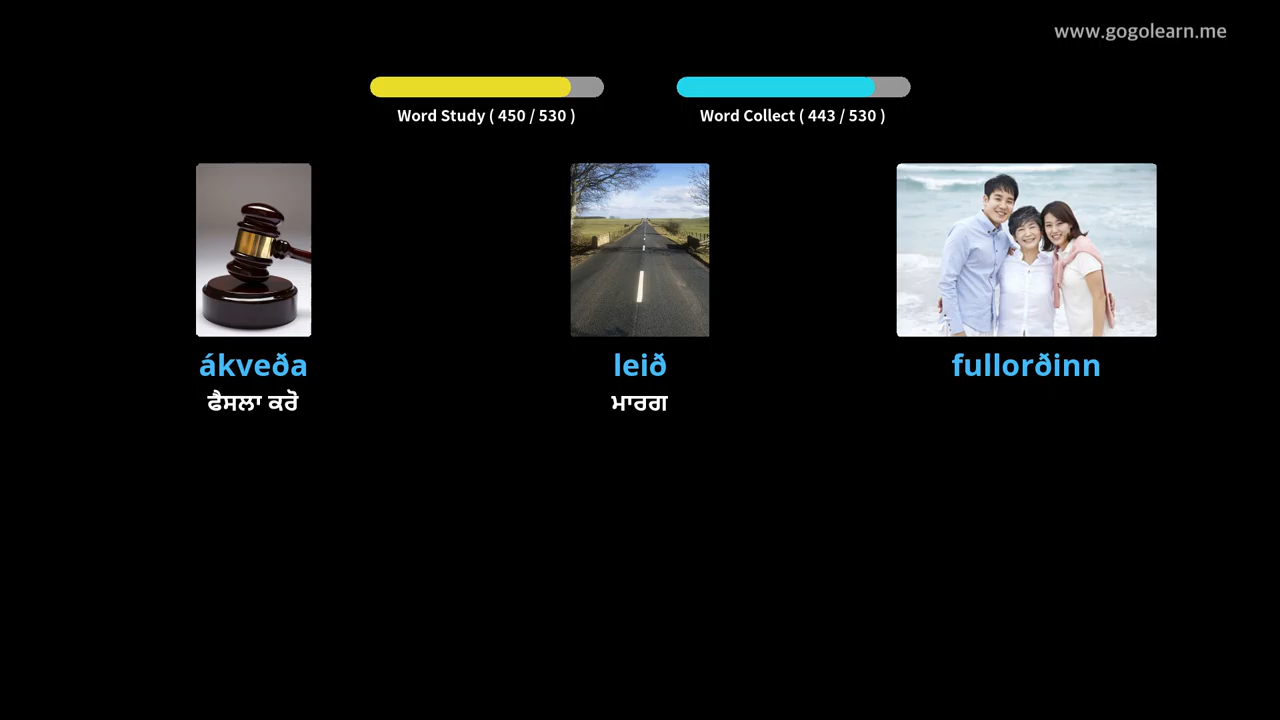 www.gogolearn.me
Word Study ( 450 / 530 )
Word Collect ( 443 / 530 )
ákveða
leið
fullorðinn
ਫੈਸਲਾ ਕਰੋ
ਮਾਰਗ